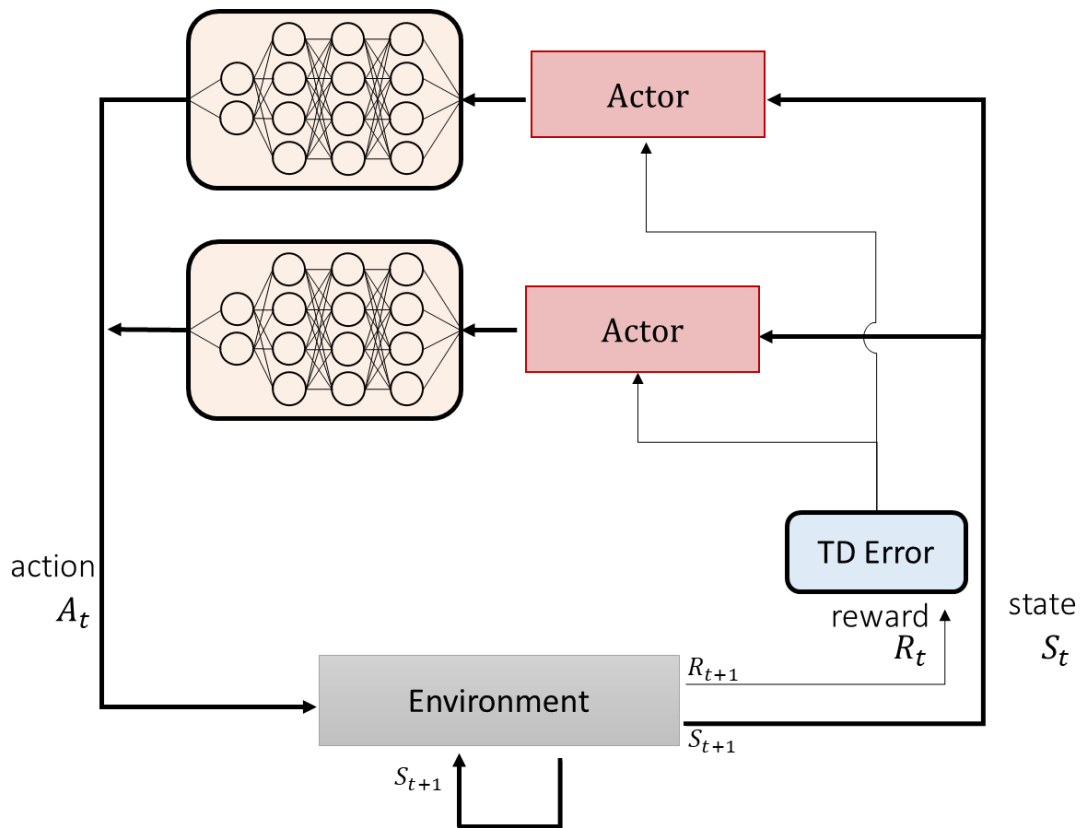 Actor
Actor
TD Error
action
A_t
reward
R_t
state
S_t
Environment
R_{t+1}
S_{t+1}
S_{t+1}